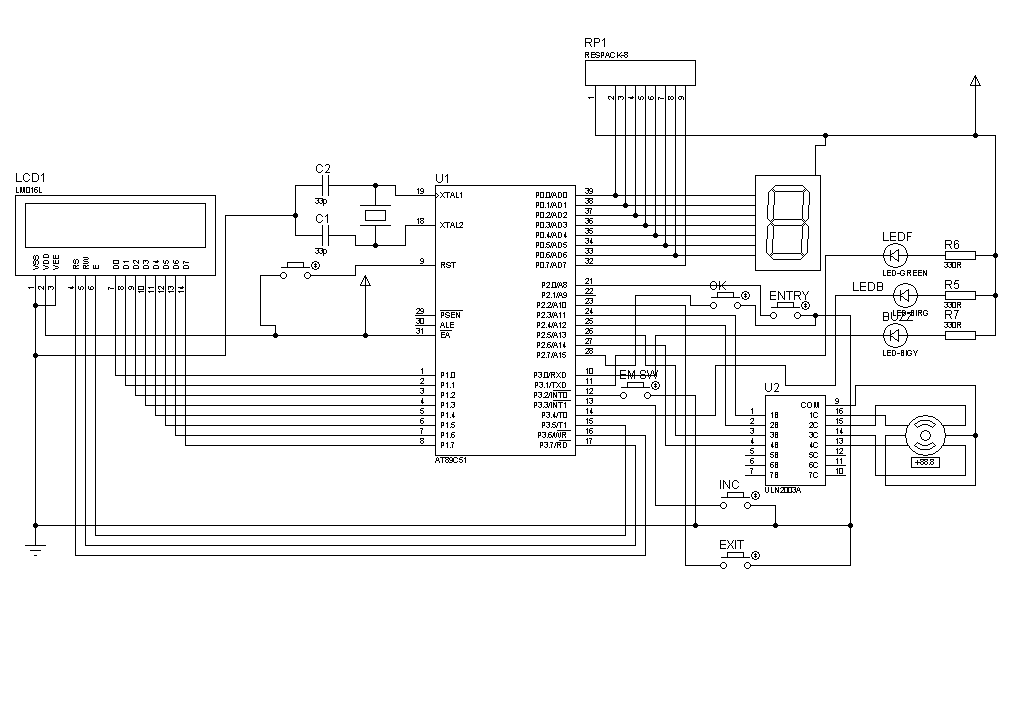 RP1
RESPACK-8
1 2 3 4 5 6 7 8 9
LCD1
LM016L
VSS VDD VEE RS RW E D0 D1 D2 D3 D4 D5 D6 D7
1 2 3 4 5 6 7 8 9 10 11 12 13 14
C2
33p
C1
33p
U1
19 XTAL1
18 XTAL2
9 RST
29 PSEN
30 ALE
31 EA
1 P1.0
2 P1.1
3 P1.2
4 P1.3
5 P1.4
6 P1.5
7 P1.6
8 P1.7
P0.0/AD0 39
P0.1/AD1 38
P0.2/AD2 37
P0.3/AD3 36
P0.4/AD4 35
P0.5/AD5 34
P0.6/AD6 33
P0.7/AD7 32
P2.0/A8 21
P2.1/A9 22
P2.2/A10 23
P2.3/A11 24
P2.4/A12 25
P2.5/A13 26
P2.6/A14 27
P2.7/A15 28
P3.0/RXD 10
P3.1/TXD 11
P3.2/INT0 12
P3.3/INT1 13
P3.4/T0 14
P3.5/T1 15
P3.6/WR 16
P3.7/RD 17
AT89C51
OK
ENTRY
EM SW
INC
EXIT
LEDF
LED-GREEN
R6
330R
LEDB
LED-BIRG
R5
330R
BUZZ
LED-BIGY
R7
330R
U2
COM 9
1 1B 1C 16
2 2B 2C 15
3 3B 3C 14
4 4B 4C 13
5 5B 5C 12
6 6B 6C 11
7 7B 7C 10
ULN2003A
+88.8